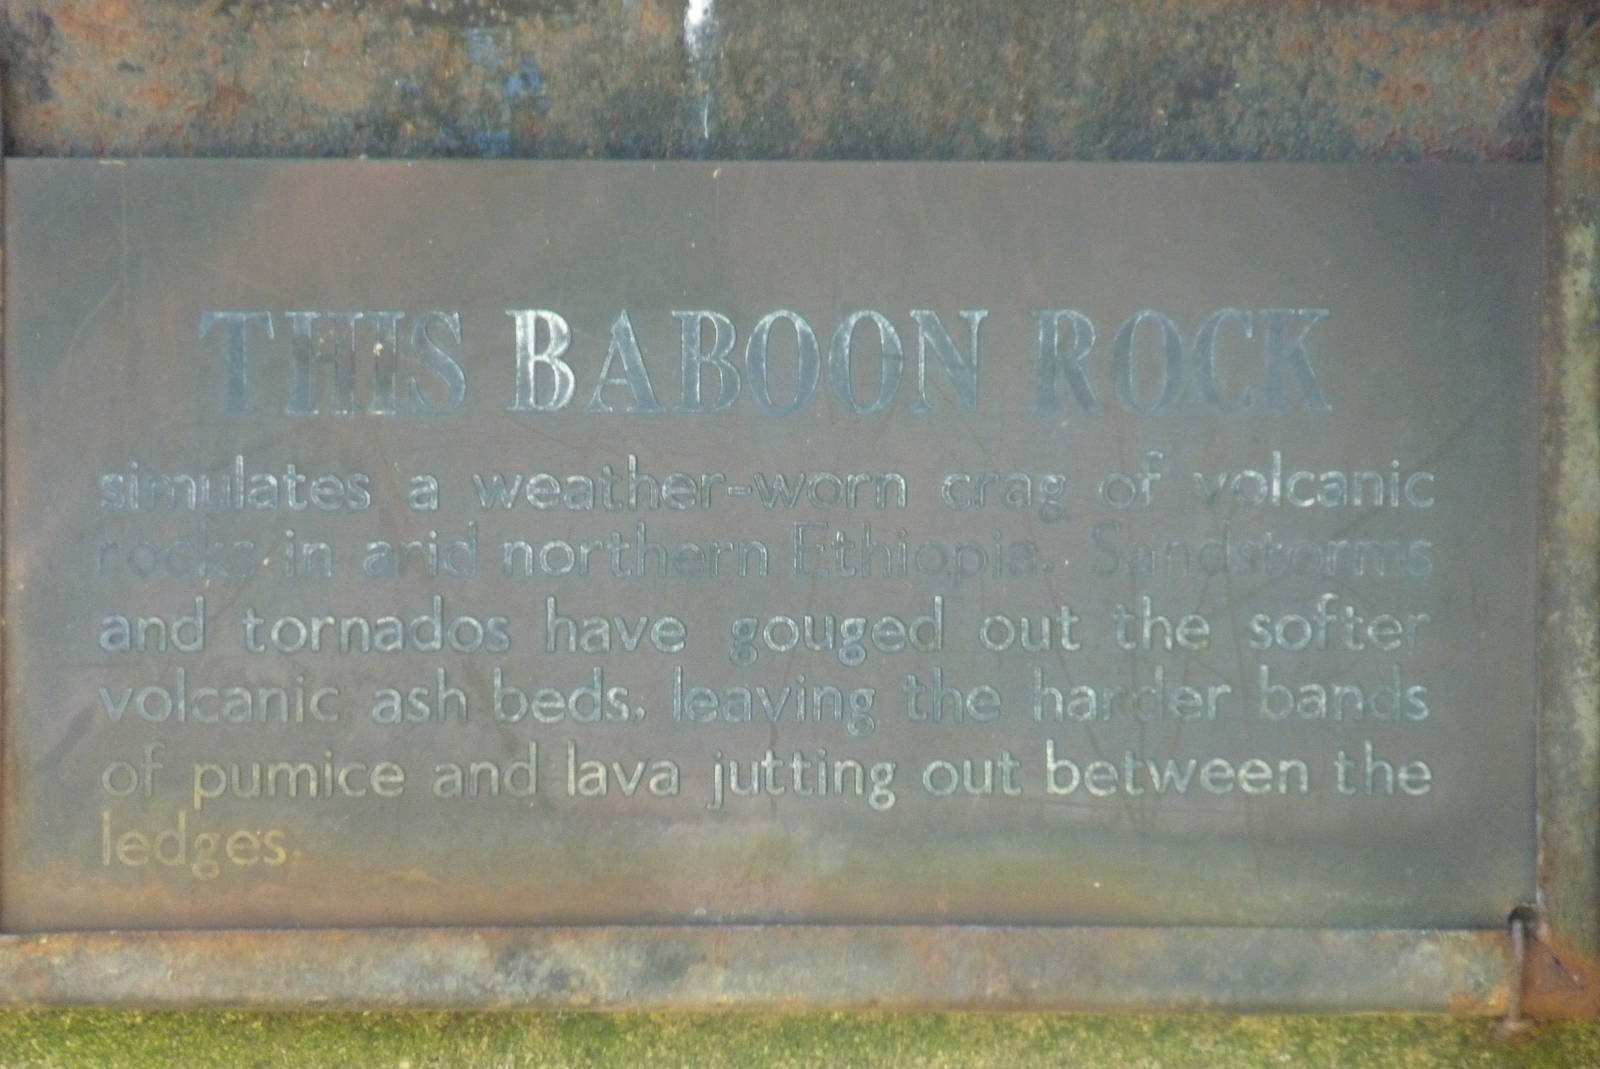 THIS BABOON ROCK
simulates a weather-worn crag of volcanic
rocks in arid northern Ethiopia. Sandstorms
and tornados have gouged out the softer
volcanic ash beds, leaving the harder bands
of pumice and lava jutting out between the
ledges.